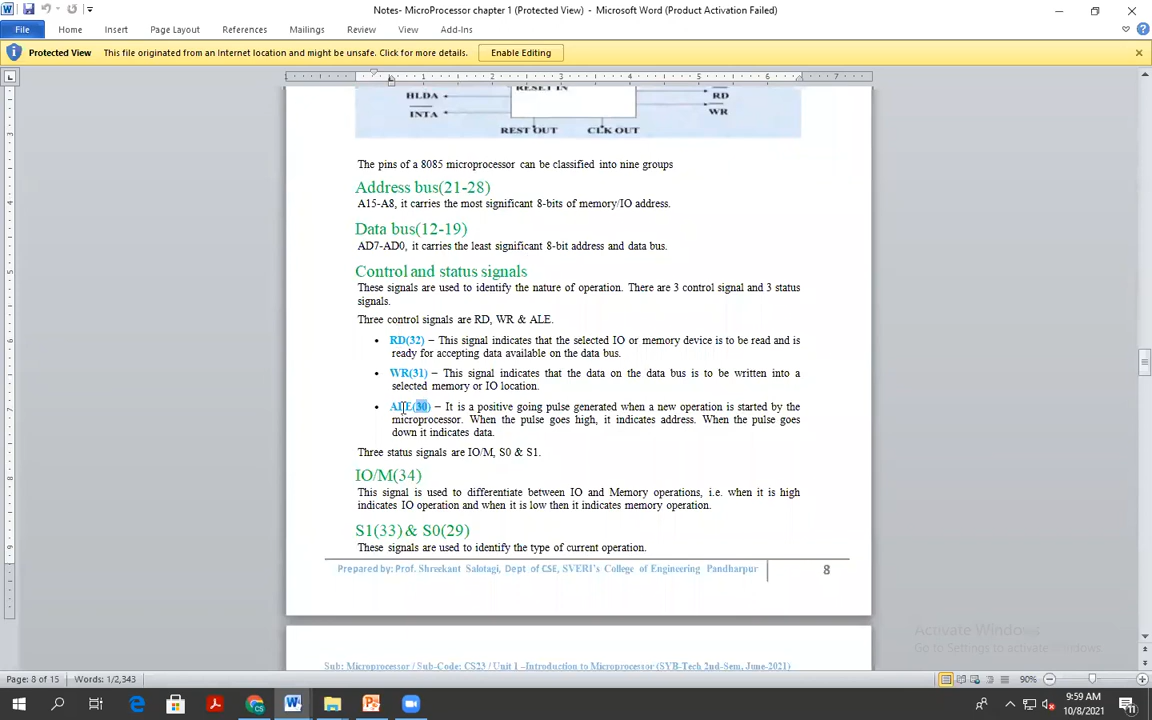 Notes- MicroProcessor chapter 1 (Protected View) - Microsoft Word (Product Activation Failed)
File Home Insert Page Layout References Mailings Review View Add-Ins
Protected View This file originated from an Internet location and might be unsafe. Click for more details. Enable Editing
1 1 2 3 4 5 6 7
RESET IN
HLDA RD
INTA WR
REST OUT CLK OUT
The pins of a 8085 microprocessor can be classified into nine groups
Address bus(21-28)
A15-A8, it carries the most significant 8-bits of memory/IO address.
Data bus(12-19)
AD7-AD0, it carries the least significant 8-bit address and data bus.
Control and status signals
These signals are used to identify the nature of operation. There are 3 control signal and 3 status
signals.
Three control signals are RD, WR & ALE.
• RD(32) – This signal indicates that the selected IO or memory device is to be read and is
ready for accepting data available on the data bus.
• WR(31) – This signal indicates that the data on the data bus is to be written into a
selected memory or IO location.
• ALE(30) – It is a positive going pulse generated when a new operation is started by the
microprocessor. When the pulse goes high, it indicates address. When the pulse goes
down it indicates data.
Three status signals are IO/M, S0 & S1.
IO/M(34)
This signal is used to differentiate between IO and Memory operations, i.e. when it is high
indicates IO operation and when it is low then it indicates memory operation.
S1(33) & S0(29)
These signals are used to identify the type of current operation.
Prepared by: Prof. Shreekant Salotagi, Dept of CSE, SVERI's College of Engineering Pandharpur 8
Activate Windows
Go to Settings to activate Windows.
Sub: Microprocessor / Sub-Code: CS23 / Unit 1 –Introduction to Microprocessor (SYB-Tech 2nd-Sem, June-2021)
Page: 8 of 15 Words: 1/2,343 90%
9:59 AM
10/8/2021